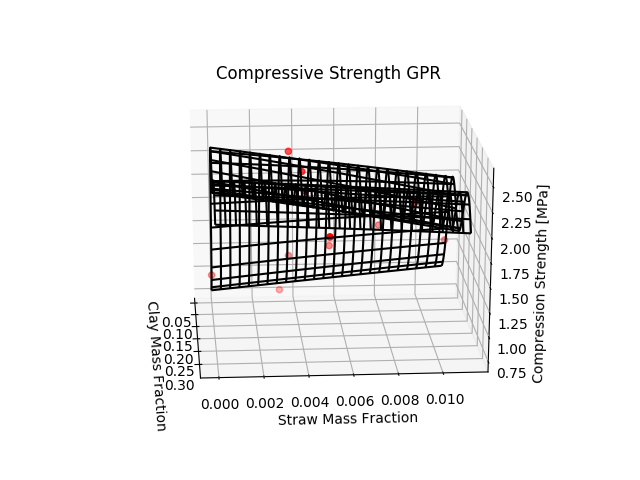 Compressive Strength GPR
2.50
2.25
2.00
1.75
1.50
1.25
1.00
0.75
Compression Strength [MPa]
0.05
0.10
0.15
0.20
0.25
0.30
Clay Mass Fraction
0.000 0.002 0.004 0.006 0.008 0.010
Straw Mass Fraction